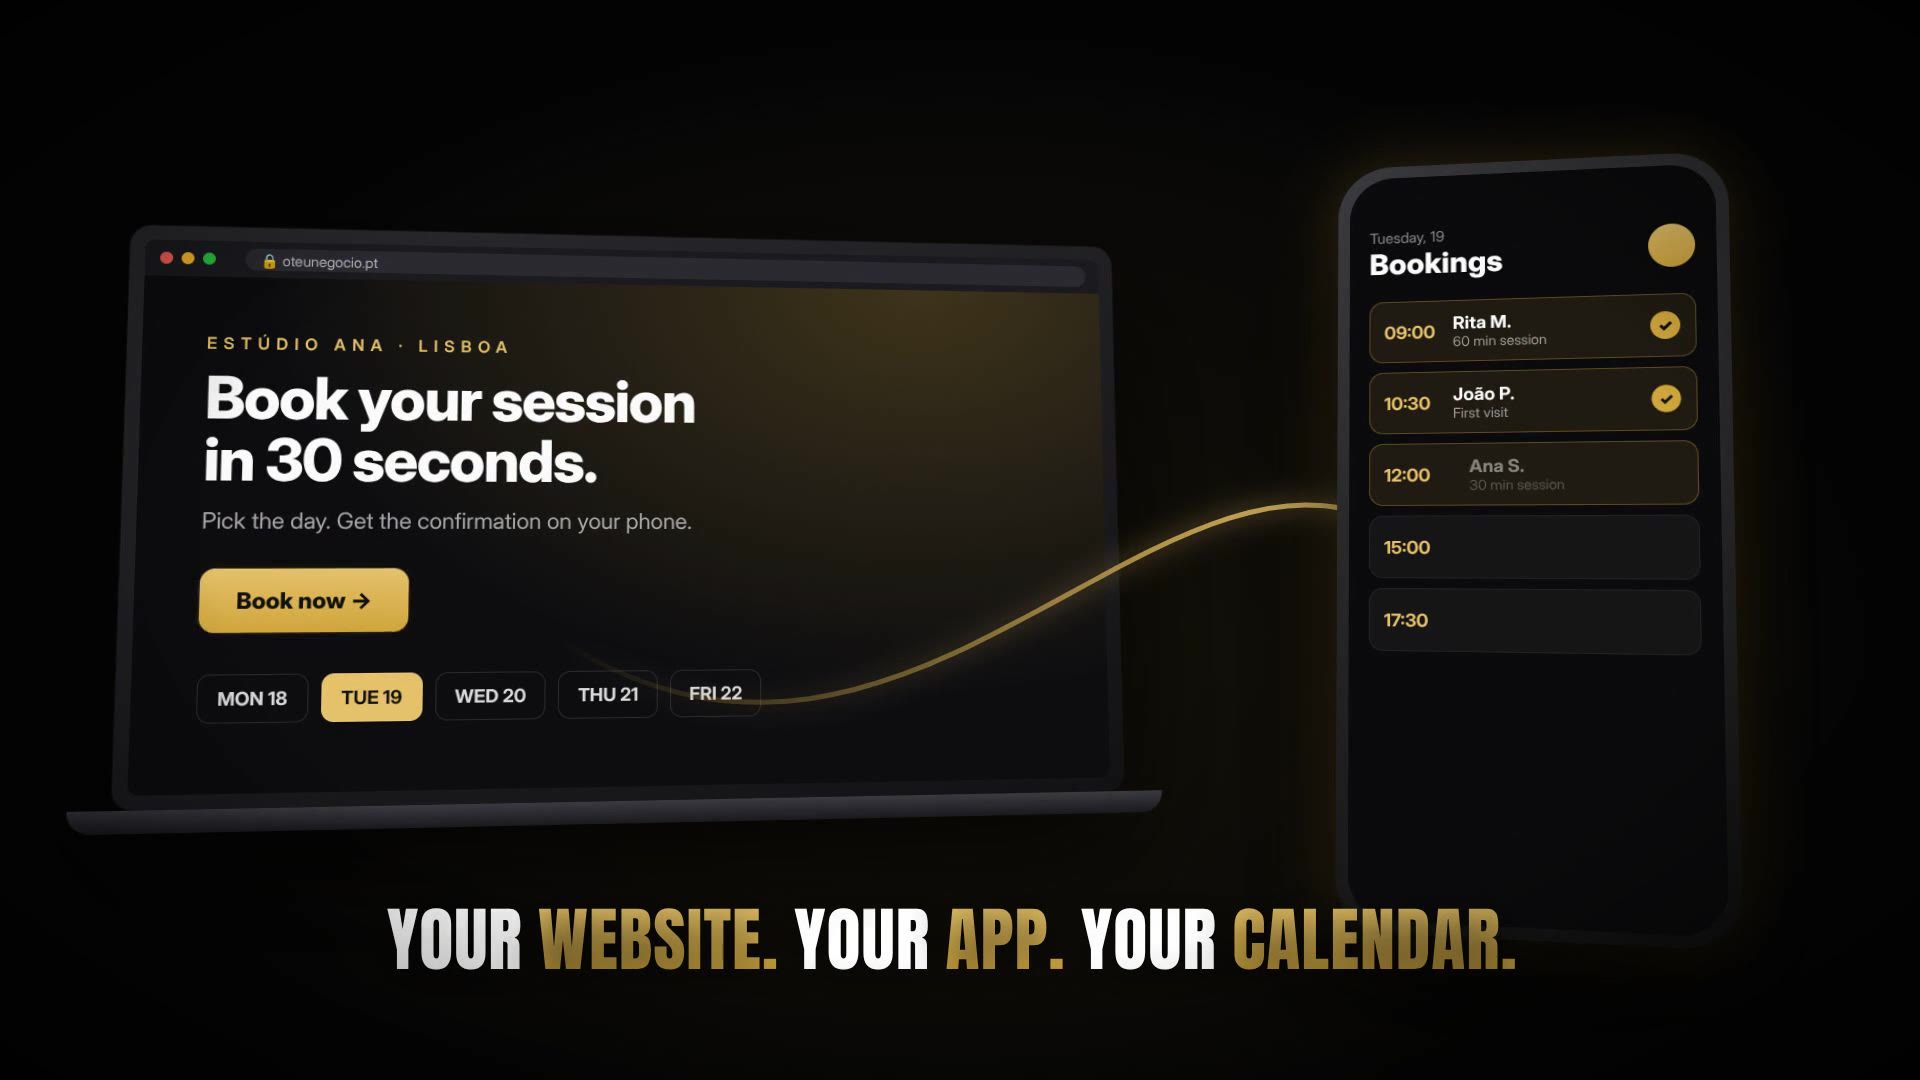 oteunegocio.pt
ESTÚDIO ANA · LISBOA
Book your session
in 30 seconds.
Pick the day. Get the confirmation on your phone.
Book now →
MON 18
TUE 19
WED 20
THU 21
FRI 22
Tuesday, 19
Bookings
09:00
Rita M.
60 min session
10:30
João P.
First visit
12:00
Ana S.
30 min session
15:00
17:30
YOUR WEBSITE. YOUR APP. YOUR CALENDAR.